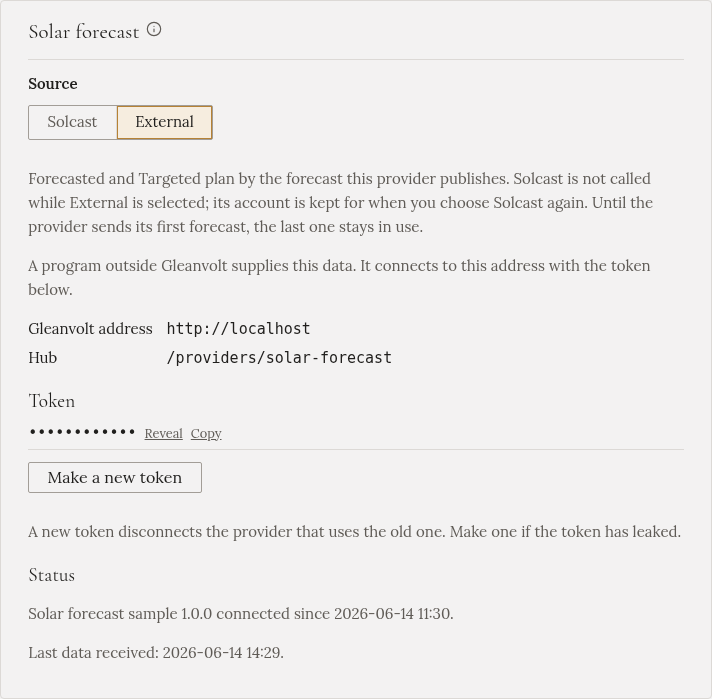 Solar forecast
Source
Solcast External
Forecasted and Targeted plan by the forecast this provider publishes. Solcast is not called
while External is selected; its account is kept for when you choose Solcast again. Until the
provider sends its first forecast, the last one stays in use.
A program outside Gleanvolt supplies this data. It connects to this address with the token
below.
Gleanvolt address http://localhost
Hub /providers/solar-forecast
Token
•••••••••••• Reveal Copy
Make a new token
A new token disconnects the provider that uses the old one. Make one if the token has leaked.
Status
Solar forecast sample 1.0.0 connected since 2026-06-14 11:30.
Last data received: 2026-06-14 14:29.